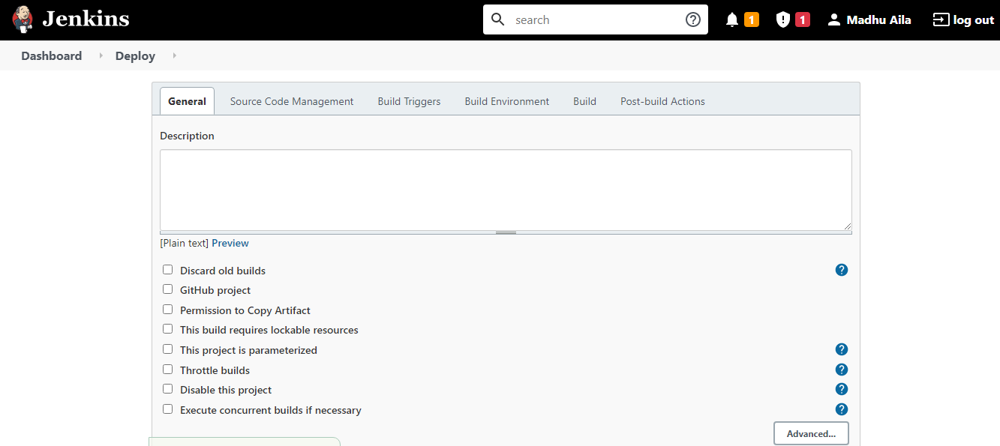 Jenkins
search
1
1
Madhu Aila
log out
Dashboard
Deploy
General
Source Code Management
Build Triggers
Build Environment
Build
Post-build Actions
Description
[Plain text] Preview
Discard old builds
GitHub project
Permission to Copy Artifact
This build requires lockable resources
This project is parameterized
Throttle builds
Disable this project
Execute concurrent builds if necessary
Advanced...